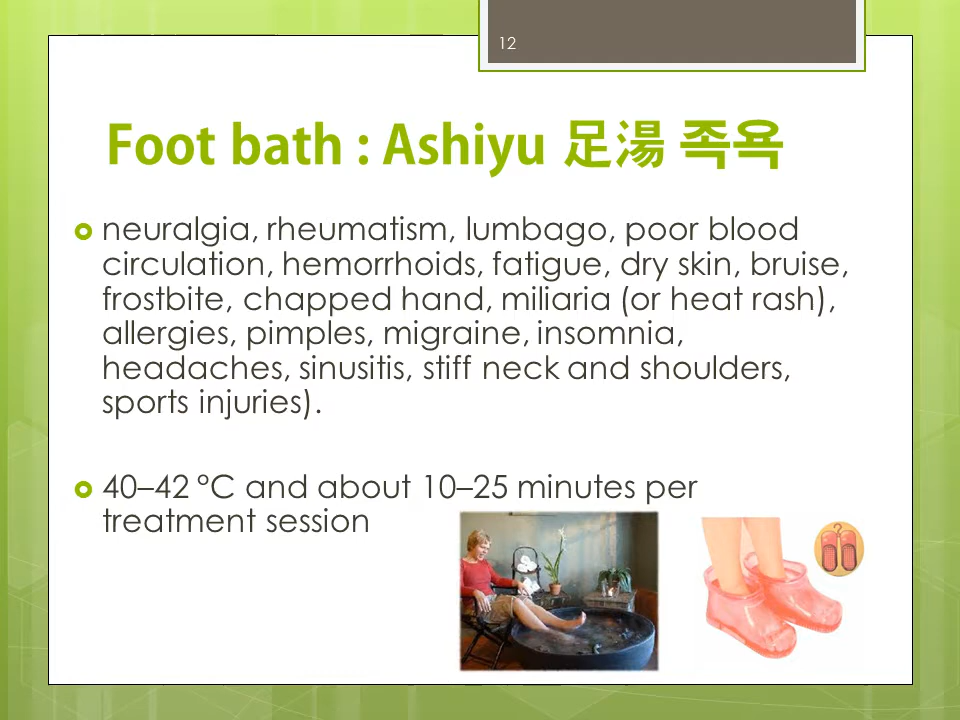 12
Foot bath : Ashiyu 足湯 족욕
neuralgia, rheumatism, lumbago, poor blood
circulation, hemorrhoids, fatigue, dry skin, bruise,
frostbite, chapped hand, miliaria (or heat rash),
allergies, pimples, migraine, insomnia,
headaches, sinusitis, stiff neck and shoulders,
sports injuries).
40–42 °C and about 10–25 minutes per
treatment session